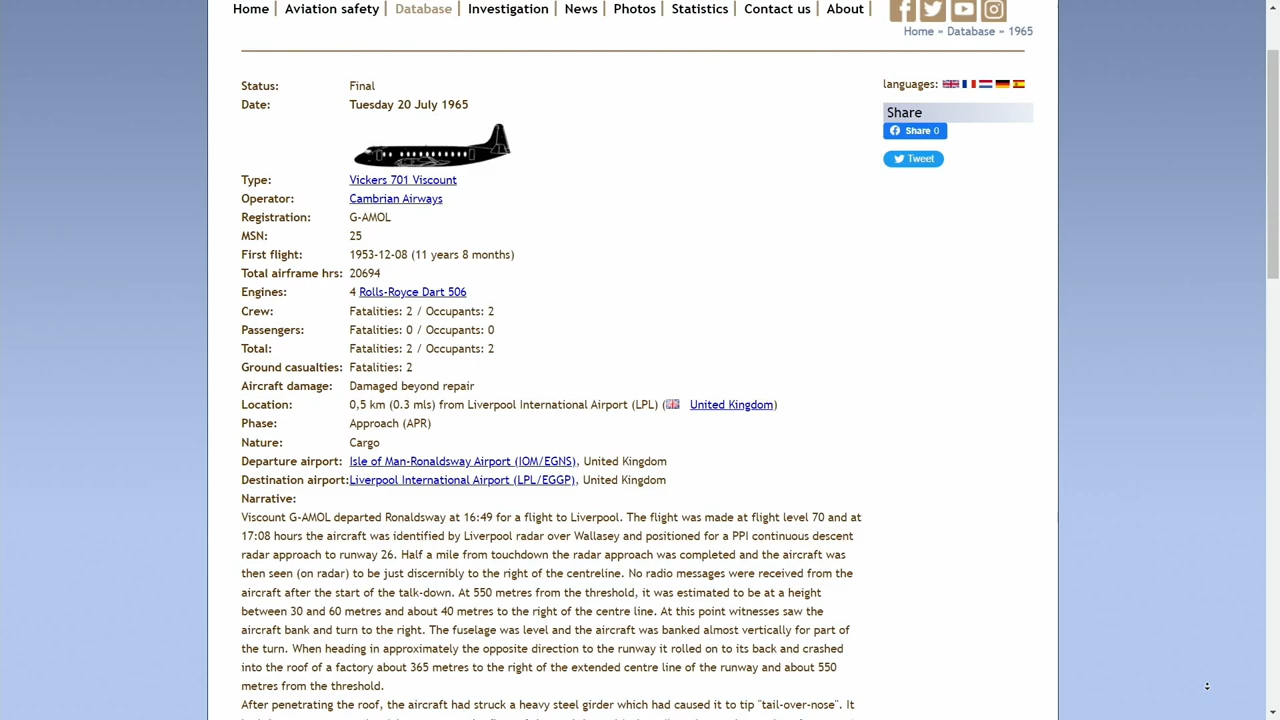 Home | Aviation safety | Database | Investigation | News | Photos | Statistics | Contact us | About |
Home » Database » 1965
Status: Final
languages:
Date: Tuesday 20 July 1965
Share
Share 0
Tweet
Type: Vickers 701 Viscount
Operator: Cambrian Airways
Registration: G-AMOL
MSN: 25
First flight: 1953-12-08 (11 years 8 months)
Total airframe hrs: 20694
Engines: 4 Rolls-Royce Dart 506
Crew: Fatalities: 2 / Occupants: 2
Passengers: Fatalities: 0 / Occupants: 0
Total: Fatalities: 2 / Occupants: 2
Ground casualties: Fatalities: 2
Aircraft damage: Damaged beyond repair
Location: 0,5 km (0.3 mls) from Liverpool International Airport (LPL) ( United Kingdom)
Phase: Approach (APR)
Nature: Cargo
Departure airport: Isle of Man-Ronaldsway Airport (IOM/EGNS), United Kingdom
Destination airport: Liverpool International Airport (LPL/EGGP), United Kingdom
Narrative:
Viscount G-AMOL departed Ronaldsway at 16:49 for a flight to Liverpool. The flight was made at flight level 70 and at
17:08 hours the aircraft was identified by Liverpool radar over Wallasey and positioned for a PPI continuous descent
radar approach to runway 26. Half a mile from touchdown the radar approach was completed and the aircraft was
then seen (on radar) to be just discernibly to the right of the centreline. No radio messages were received from the
aircraft after the start of the talk-down. At 550 metres from the threshold, it was estimated to be at a height
between 30 and 60 metres and about 40 metres to the right of the centre line. At this point witnesses saw the
aircraft bank and turn to the right. The fuselage was level and the aircraft was banked almost vertically for part of
the turn. When heading in approximately the opposite direction to the runway it rolled on to its back and crashed
into the roof of a factory about 365 metres to the right of the extended centre line of the runway and about 550
metres from the threshold.
After penetrating the roof, the aircraft had struck a heavy steel girder which had caused it to tip "tail-over-nose". It